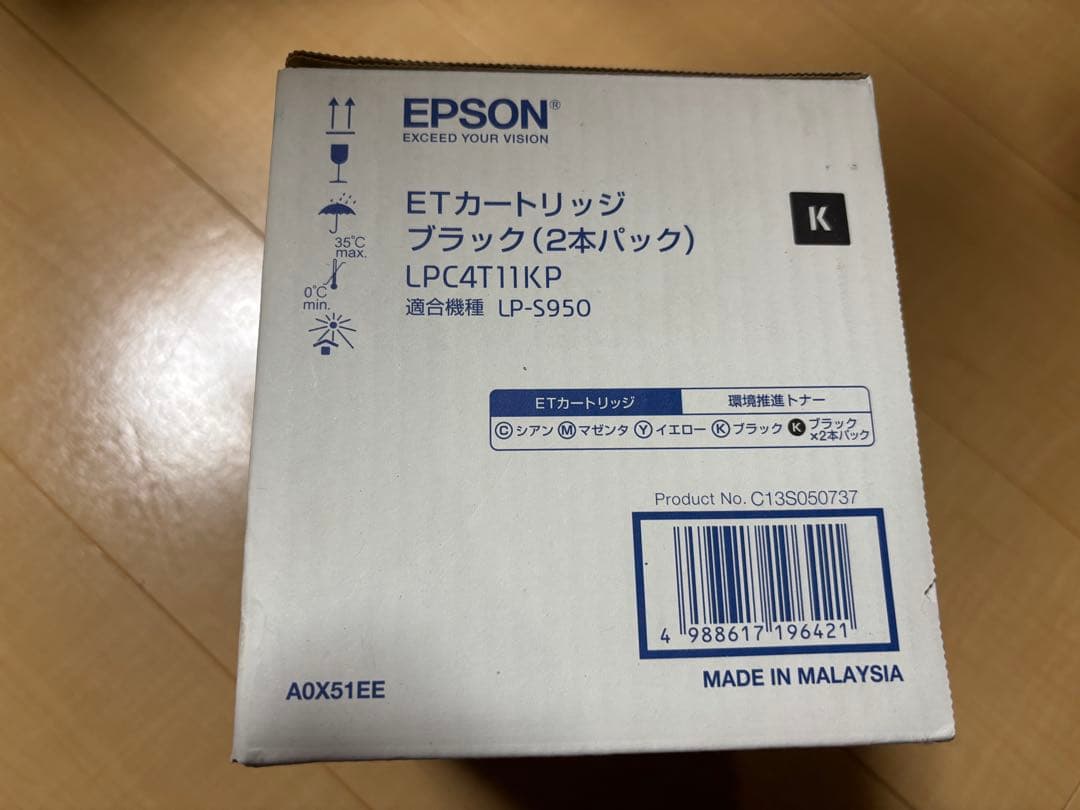 EPSON®
EXCEED YOUR VISION
ETカートリッジ
ブラック(2本パック)
LPC4T11KP
適合機種 LP-S950
K
35℃
max.
0℃
min.
ETカートリッジ 環境推進トナー
Cシアン Mマゼンタ Yイエロー Kブラック Kブラック
×2本パック
Product No. C13S050737
4 988617 196421
A0X51EE
MADE IN MALAYSIA